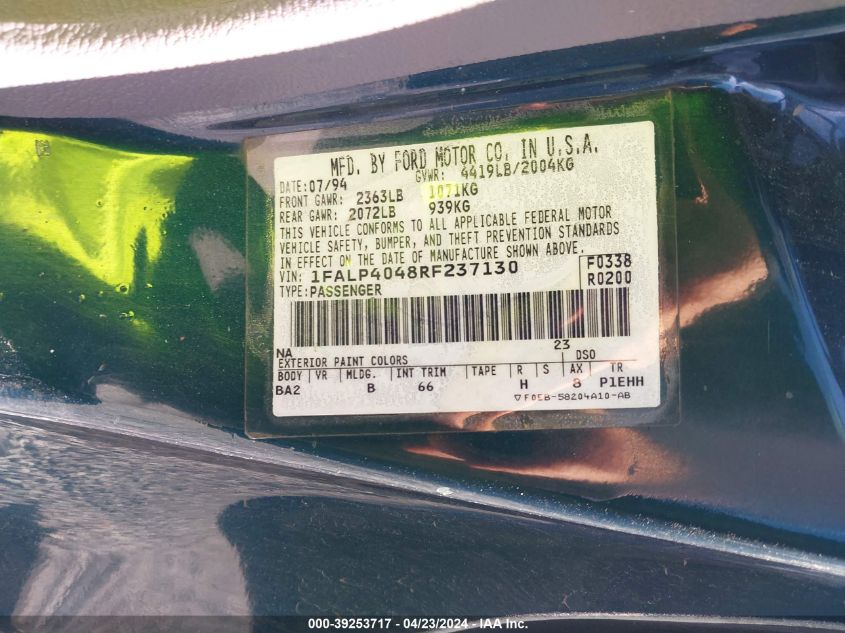 MFD. BY FORD MOTOR CO. IN U.S.A.
DATE: 07/94 GVWR: 4419LB/2004KG
FRONT GAWR: 2363LB 1071KG
REAR GAWR: 2072LB 939KG
THIS VEHICLE CONFORMS TO ALL APPLICABLE FEDERAL MOTOR
VEHICLE SAFETY, BUMPER, AND THEFT PREVENTION STANDARDS
IN EFFECT ON THE DATE OF MANUFACTURE SHOWN ABOVE.
VIN: 1FALP4048RF237130 F0338
TYPE: PASSENGER R0200
NA 23
EXTERIOR PAINT COLORS DSO
BODY VR MLDG. INT TRIM TAPE R S AX TR
BA2 B 66 H 8 P1EHH
▽F0EB-58204A10-AB
000-39253717 - 04/23/2024 - IAA Inc.